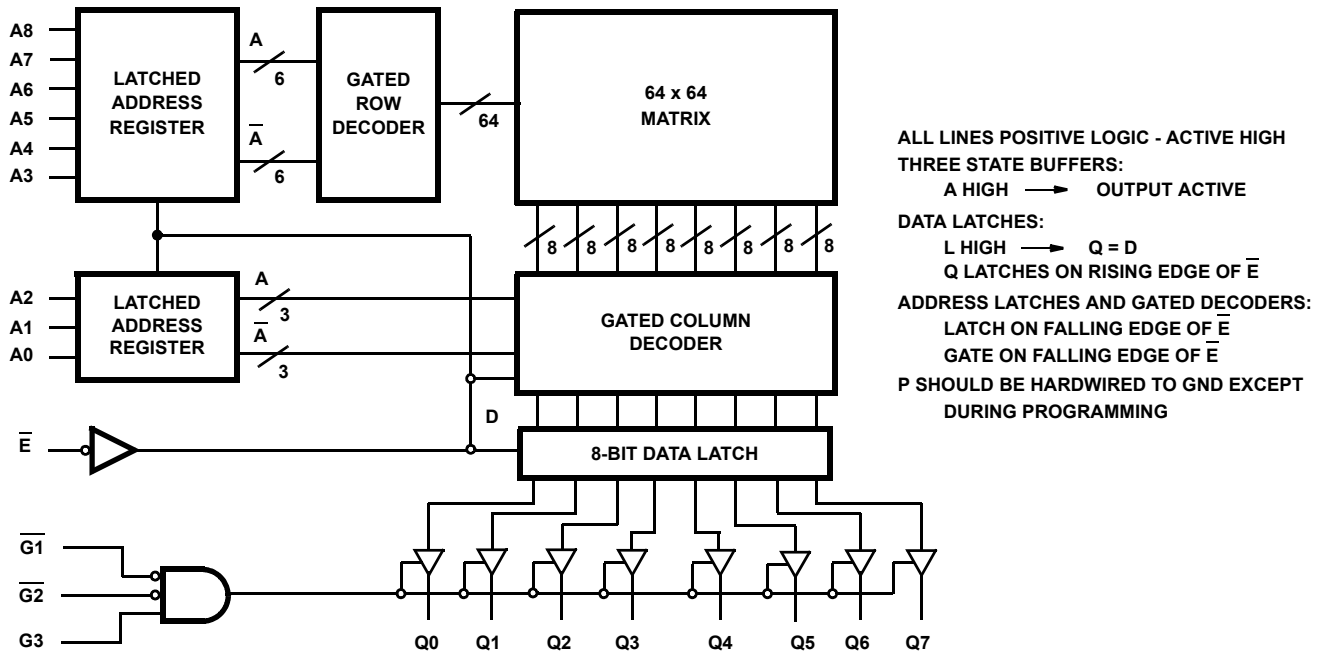 A8
A7
A6
A5
A4
A3
LATCHED
ADDRESS
REGISTER
A
6
A̅
6
GATED
ROW
DECODER
64
64 x 64
MATRIX
8 8 8 8 8 8 8 8
A2
A1
A0
LATCHED
ADDRESS
REGISTER
A
3
A̅
3
GATED COLUMN
DECODER
D
E̅
8-BIT DATA LATCH
G̅1̅
G̅2̅
G3
Q0 Q1 Q2 Q3 Q4 Q5 Q6 Q7
ALL LINES POSITIVE LOGIC - ACTIVE HIGH
THREE STATE BUFFERS:
A HIGH → OUTPUT ACTIVE
DATA LATCHES:
L HIGH → Q = D
Q LATCHES ON RISING EDGE OF E̅
ADDRESS LATCHES AND GATED DECODERS:
LATCH ON FALLING EDGE OF E̅
GATE ON FALLING EDGE OF E̅
P SHOULD BE HARDWIRED TO GND EXCEPT
DURING PROGRAMMING